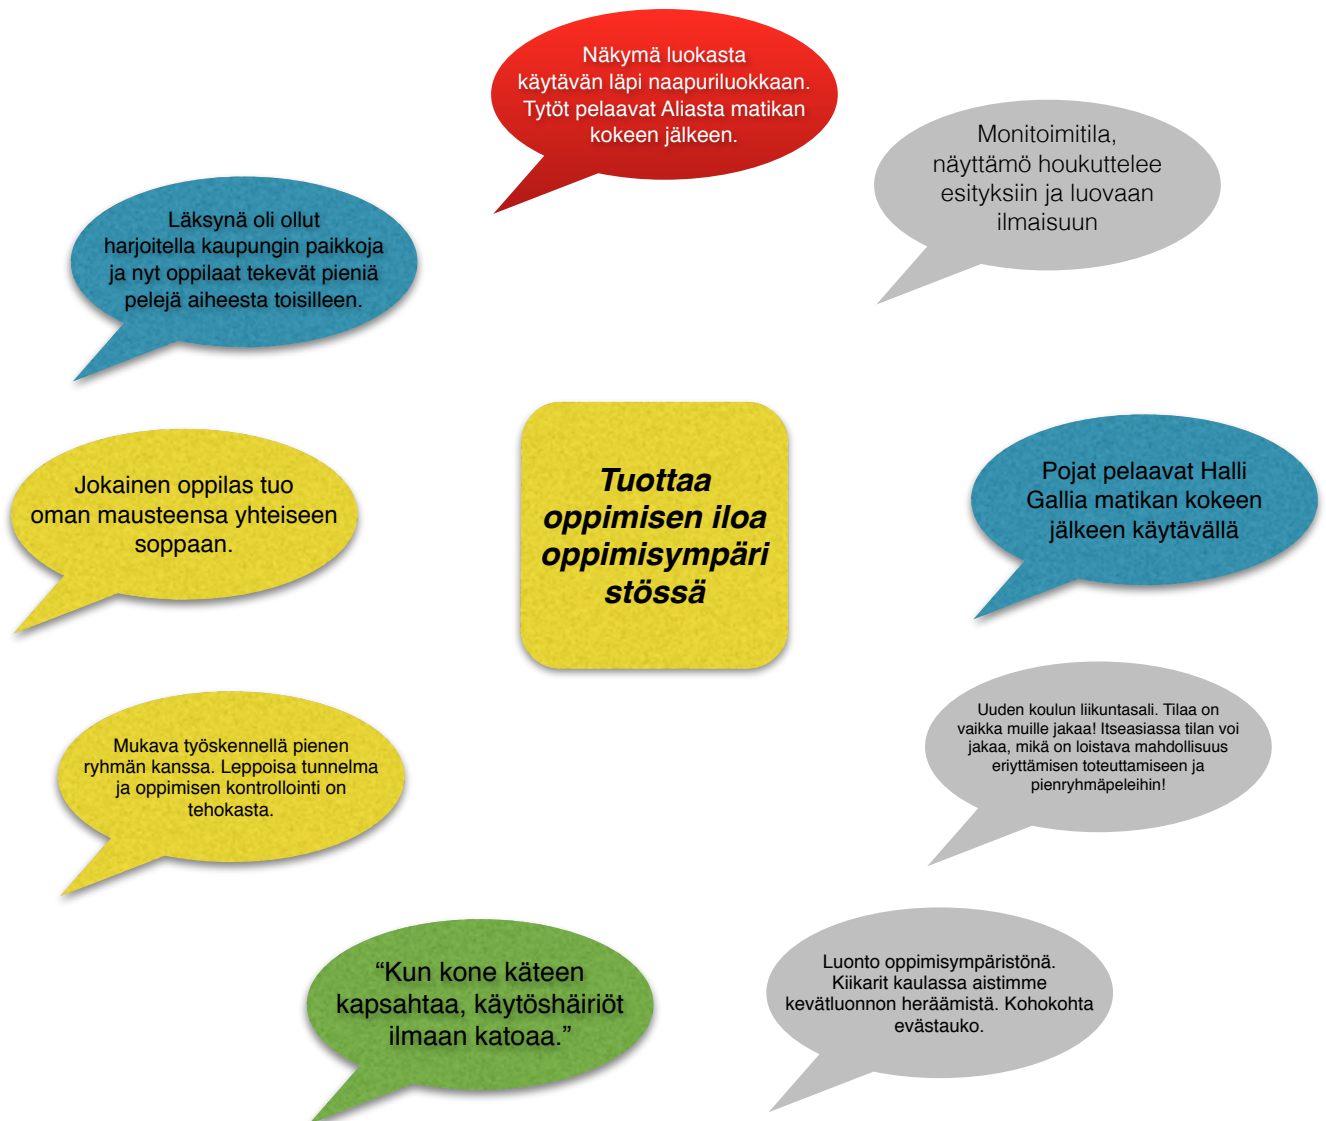 Näkymä luokasta
käytävän läpi naapuriluokkaan.
Tytöt pelaavat Aliasta matikan
kokeen jälkeen.
Monitoimitila,
näyttämö houkuttelee
esityksiin ja luovaan
ilmaisuun
Läksynä oli ollut
harjoitella kaupungin paikkoja
ja nyt oppilaat tekevät pieniä
pelejä aiheesta toisilleen.
Tuottaa
oppimisen iloa
oppimisympäri
stössä
Pojat pelaavat Halli
Gallia matikan kokeen
jälkeen käytävällä
Jokainen oppilas tuo
oman mausteensa yhteiseen
soppaan.
Uuden koulun liikuntasali. Tilaa on
vaikka muille jakaa! Itseasiassa tilan voi
jakaa, mikä on loistava mahdollisuus
eriyttämisen toteuttamiseen ja
pienryhmäpeleihin!
Mukava työskennellä pienen
ryhmän kanssa. Leppoisa tunnelma
ja oppimisen kontrollointi on
tehokasta.
“Kun kone käteen
kapsahtaa, käytöshäiriöt
ilmaan katoaa.”
Luonto oppimisympäristönä.
Kiikarit kaulassa aistimme
kevätluonnon heräämistä. Kohokohta
evästauko.